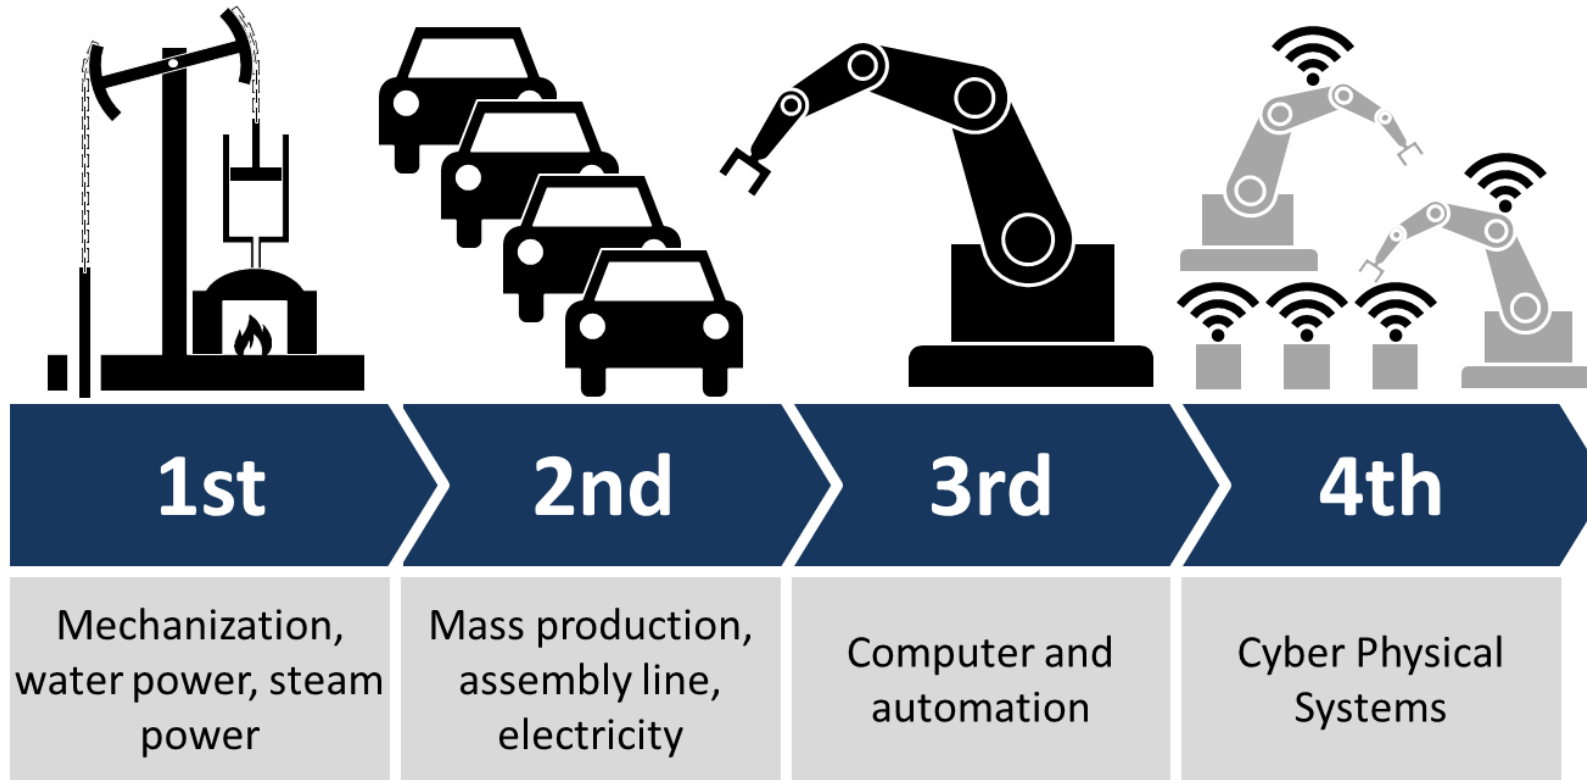 1st
2nd
3rd
4th
Mechanization,
water power, steam
power
Mass production,
assembly line,
electricity
Computer and
automation
Cyber Physical
Systems